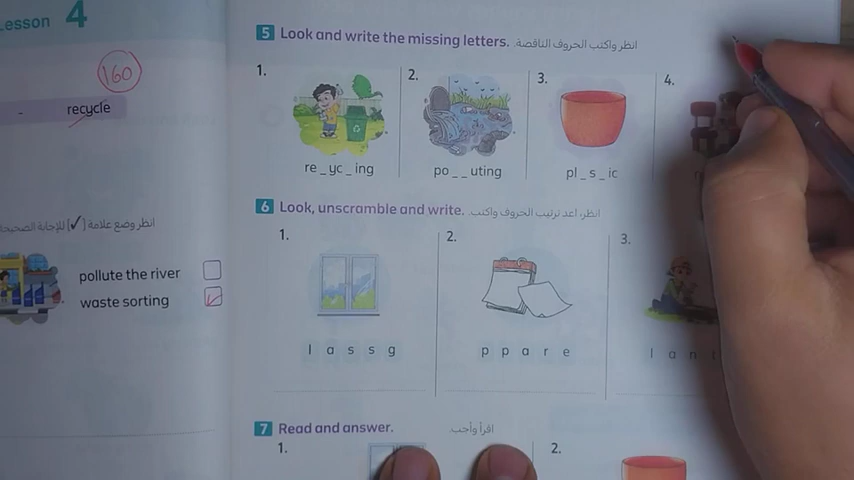 Lesson 4
160
- recycle
انظر وضع علامة [✓] للإجابة الصحيحة
pollute the river
waste sorting
5 Look and write the missing letters. انظر واكتب الحروف الناقصة.
1. 2. 3. 4.
re _ yc _ ing po _ _ uting pl _ s _ ic
6 Look, unscramble and write. انظر، اعد ترتيب الحروف واكتب.
1. 2. 3.
l a s s g p p a r e l a n t
7 Read and answer. اقرأ وأجب.
1. 2.